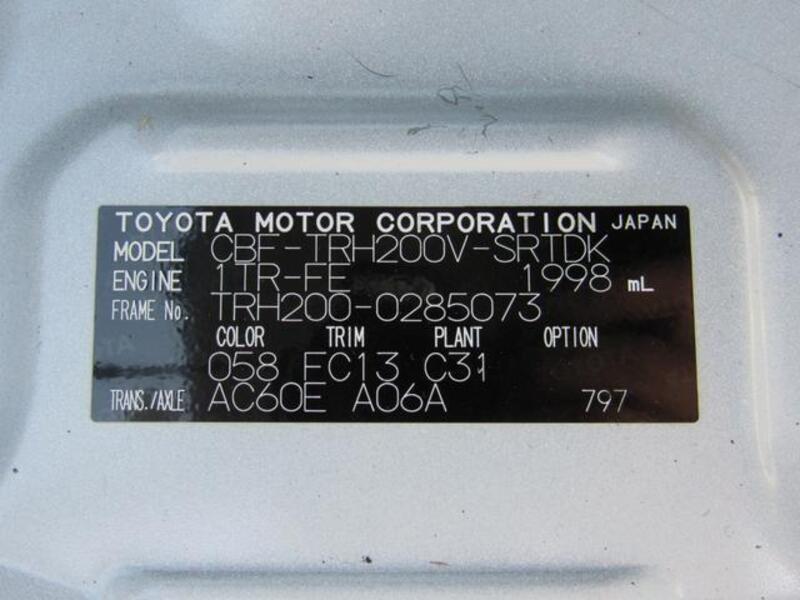 TOYOTA MOTOR CORPORATION JAPAN
MODEL CBF-TRH200V-SRTDK
ENGINE 1TR-FE 1998 mL
FRAME No. TRH200-0285073
COLOR TRIM PLANT OPTION
058 FC13 C31
TRANS./AXLE AC60E A06A 797